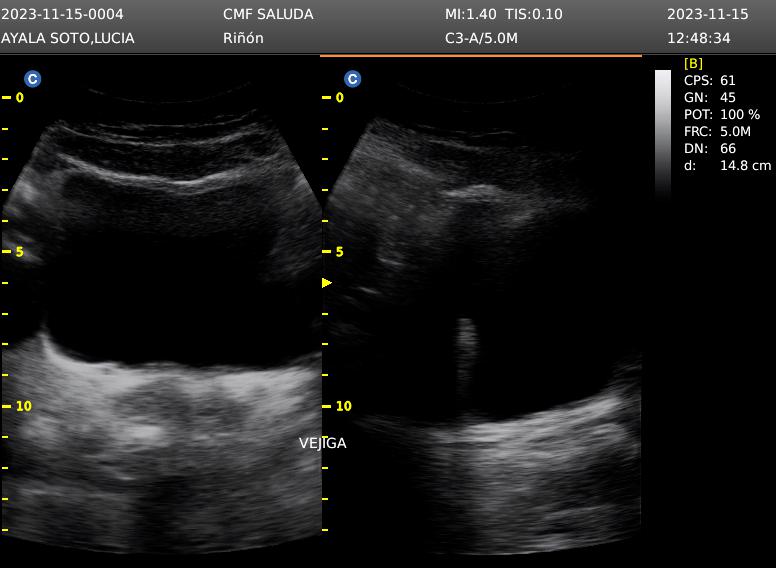 2023-11-15-0004 CMF SALUDA MI:1.40 TIS:0.10 2023-11-15
AYALA SOTO,LUCIA Riñón C3-A/5.0M 12:48:34
C C
0 0
5 5
10 10
VEJIGA
[B]
CPS: 61
GN: 45
POT: 100 %
FRC: 5.0M
DN: 66
d: 14.8 cm